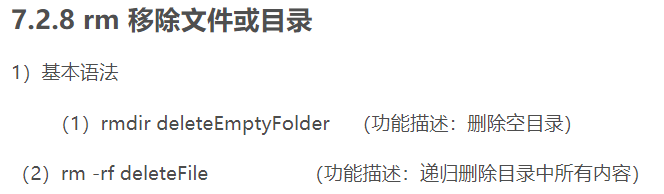 7.2.8 rm 移除文件或目录
1）基本语法
（1）rmdir deleteEmptyFolder （功能描述：删除空目录）
（2）rm -rf deleteFile （功能描述：递归删除目录中所有内容）